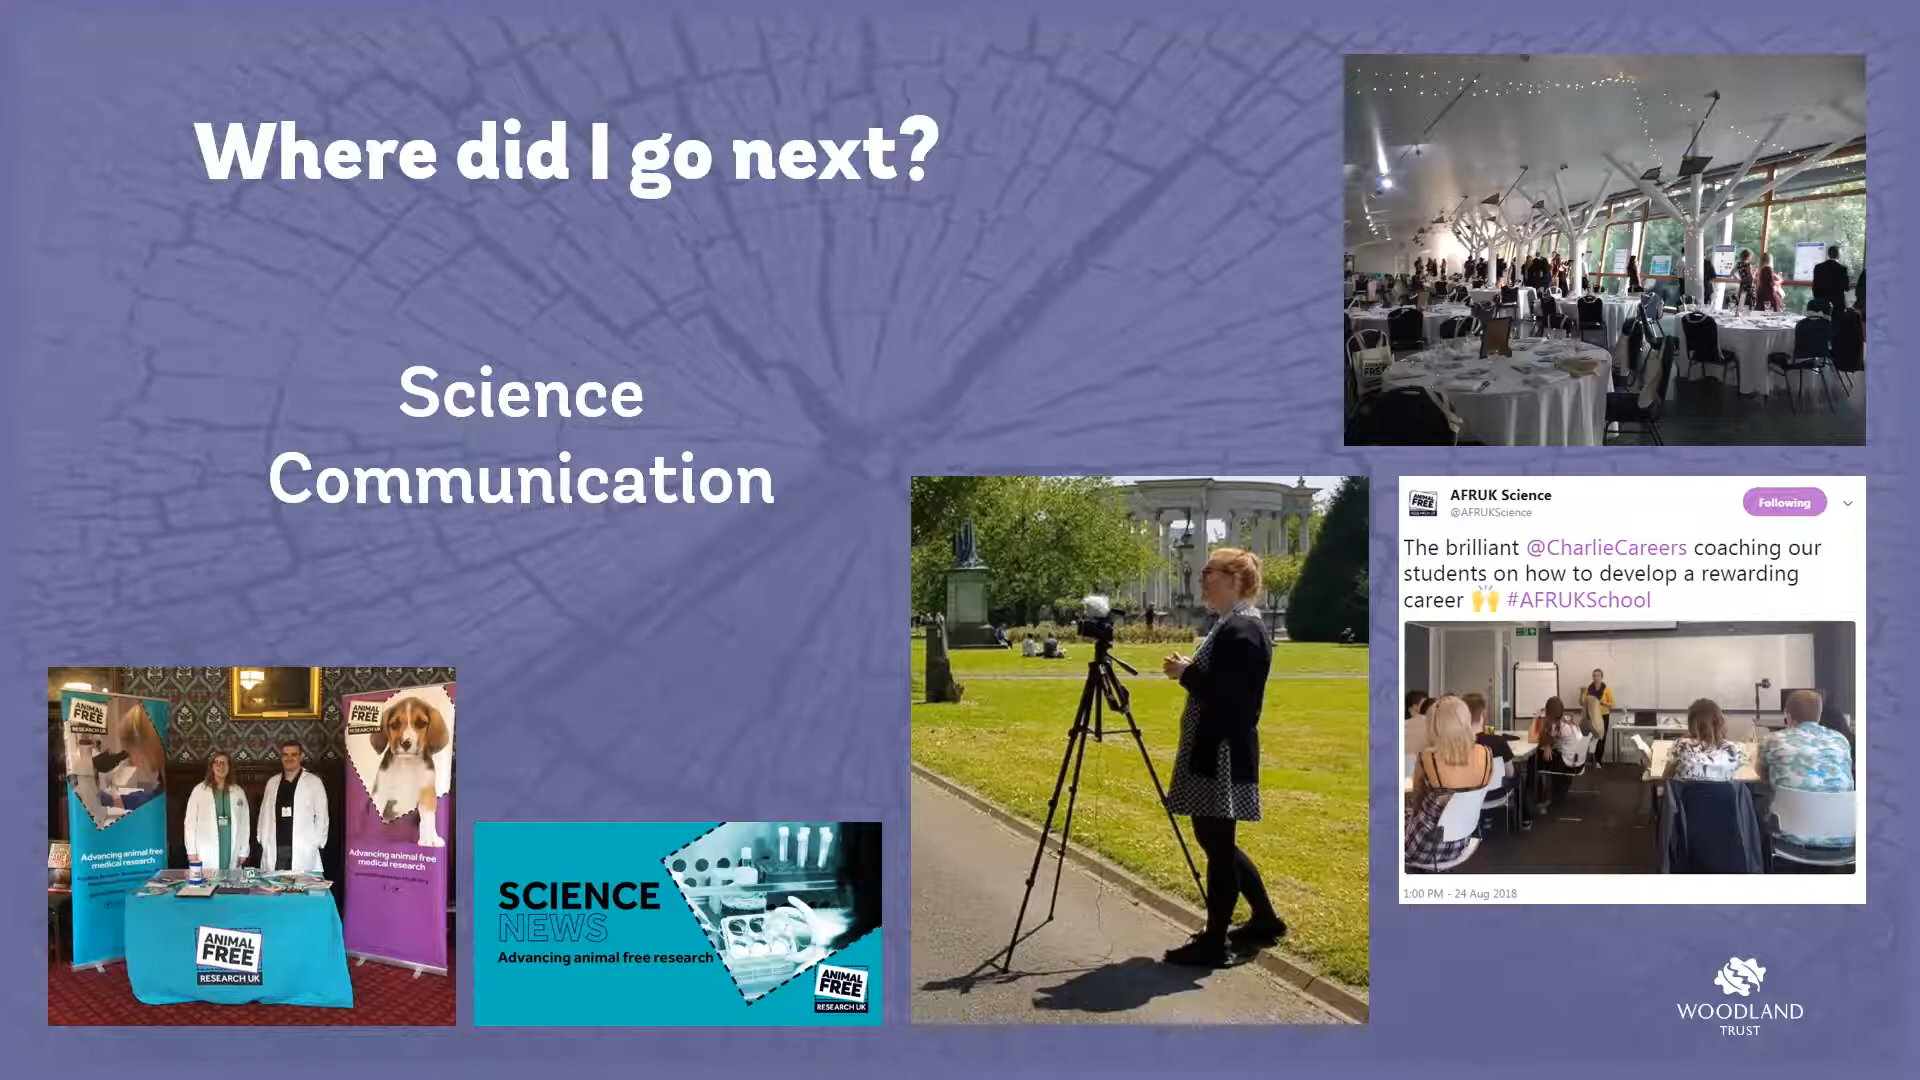 Where did I go next?
Science
Communication
AFRUK Science
@AFRUKScience
Following
The brilliant @CharlieCareers coaching our
students on how to develop a rewarding
career 🙌 #AFRUKSchool
1:00 PM - 24 Aug 2018
ANIMAL
FREE
RESEARCH UK
Advancing animal free
medical research
ANIMAL
FREE
RESEARCH UK
Advancing animal free
medical research
ANIMAL
FREE
RESEARCH UK
SCIENCE
NEWS
Advancing animal free research
ANIMAL
FREE
RESEARCH UK
WOODLAND
TRUST